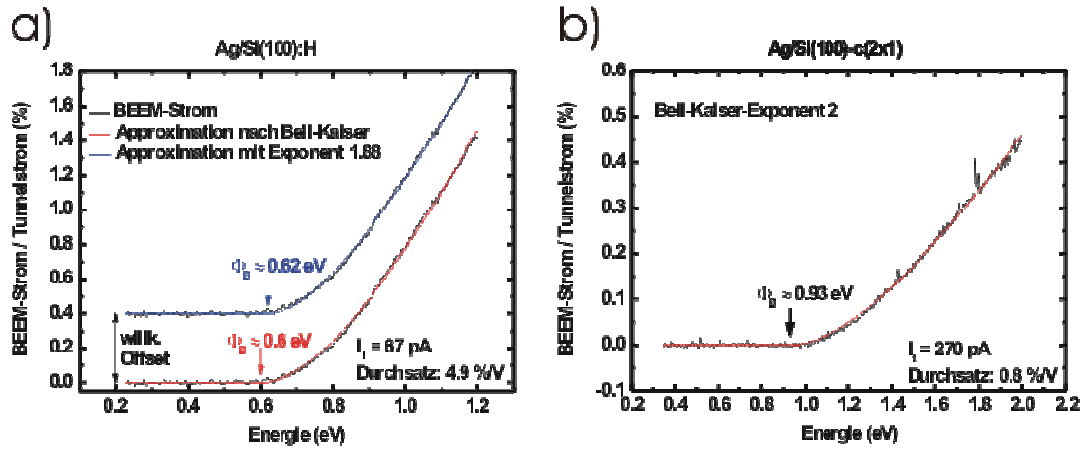 a)
Ag/Si(100):H
BEEM-Strom / Tunnelstrom (%)
1.8
1.6
1.4
1.2
1.0
0.8
0.6
0.4
0.2
0.0
BEEM-Strom
Approximation nach Bell-Kaiser
Approximation mit Exponent 1.88
ΦB ≈ 0.62 eV
ΦB ≈ 0.6 eV
willk.
Offset
It = 67 pA
Durchsatz: 4.9 %/V
0.2 0.4 0.6 0.8 1.0 1.2
Energie (eV)
b)
Ag/Si(100)-c(2x1)
BEEM-Strom / Tunnelstrom (%)
0.6
0.5
0.4
0.3
0.2
0.1
0.0
-0.1
Bell-Kaiser-Exponent 2
ΦB ≈ 0.93 eV
It = 270 pA
Durchsatz: 0.8 %/V
0.2 0.4 0.6 0.8 1.0 1.2 1.4 1.6 1.8 2.0 2.2
Energie (eV)